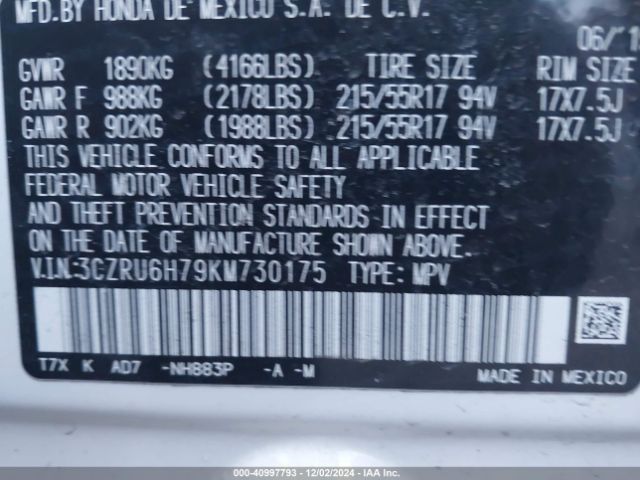 MFD.BY HONDA DE MEXICO S.A. DE C.V.
06/
GVWR 1890KG (4166LBS) TIRE SIZE RIM SIZE
GAWR F 988KG (2178LBS) 215/55R17 94V 17X7.5J
GAWR R 902KG (1988LBS) 215/55R17 94V 17X7.5J
THIS VEHICLE CONFORMS TO ALL APPLICABLE
FEDERAL MOTOR VEHICLE SAFETY
AND THEFT PREVENTION STANDARDS IN EFFECT
ON THE DATE OF MANUFACTURE SHOWN ABOVE.
V.I.N:3CZRU6H79KM730175 TYPE: MPV
T7X K AD7 -NH883P -A -M
MADE IN MEXICO
000-40997793 • 12/02/2024 • IAA Inc.